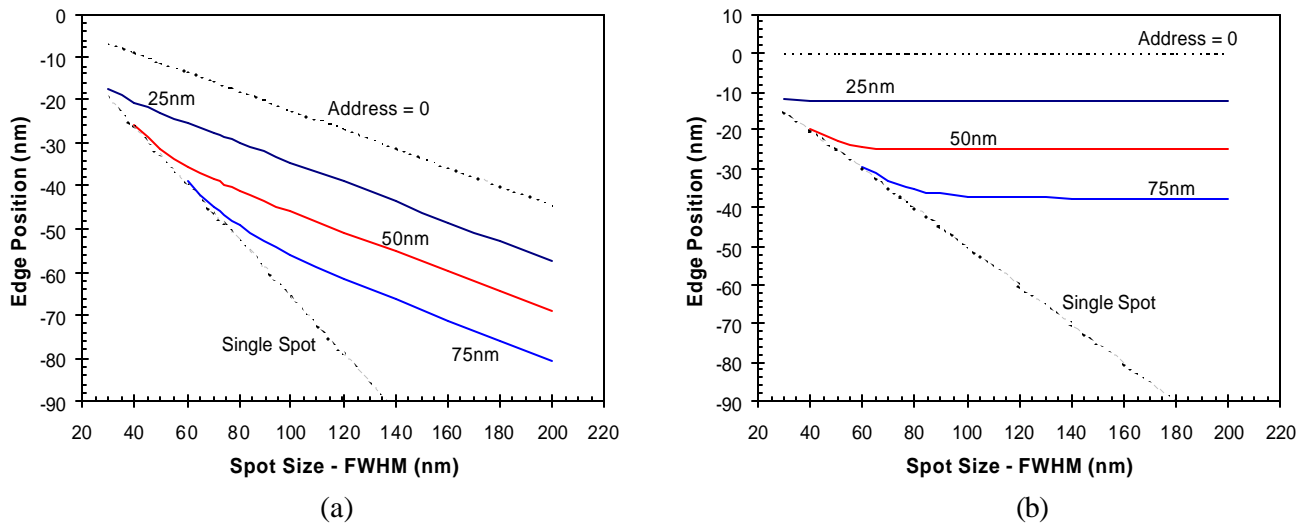 0
-10
-20
-30
-40
-50
-60
-70
-80
-90
Edge Position (nm)
25nm
Address = 0
50nm
Single Spot
75nm
20 40 60 80 100 120 140 160 180 200 220
Spot Size - FWHM (nm)
(a)
10
0
-10
-20
-30
-40
-50
-60
-70
-80
-90
Edge Position (nm)
Address = 0
25nm
50nm
75nm
Single Spot
20 40 60 80 100 120 140 160 180 200 220
Spot Size - FWHM (nm)
(b)